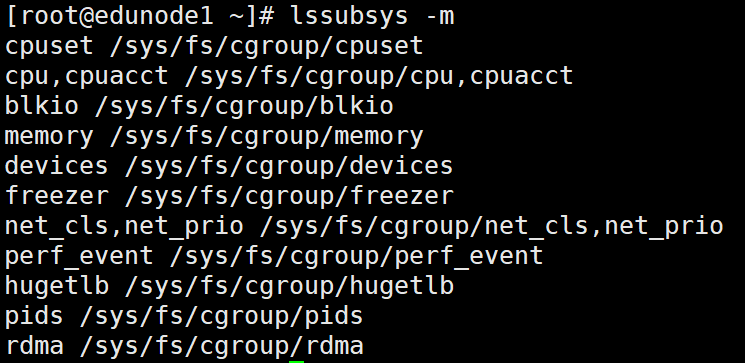 [root@edunode1 ~]# lssubsys -m
cpuset /sys/fs/cgroup/cpuset
cpu,cpuacct /sys/fs/cgroup/cpu,cpuacct
blkio /sys/fs/cgroup/blkio
memory /sys/fs/cgroup/memory
devices /sys/fs/cgroup/devices
freezer /sys/fs/cgroup/freezer
net_cls,net_prio /sys/fs/cgroup/net_cls,net_prio
perf_event /sys/fs/cgroup/perf_event
hugetlb /sys/fs/cgroup/hugetlb
pids /sys/fs/cgroup/pids
rdma /sys/fs/cgroup/rdma